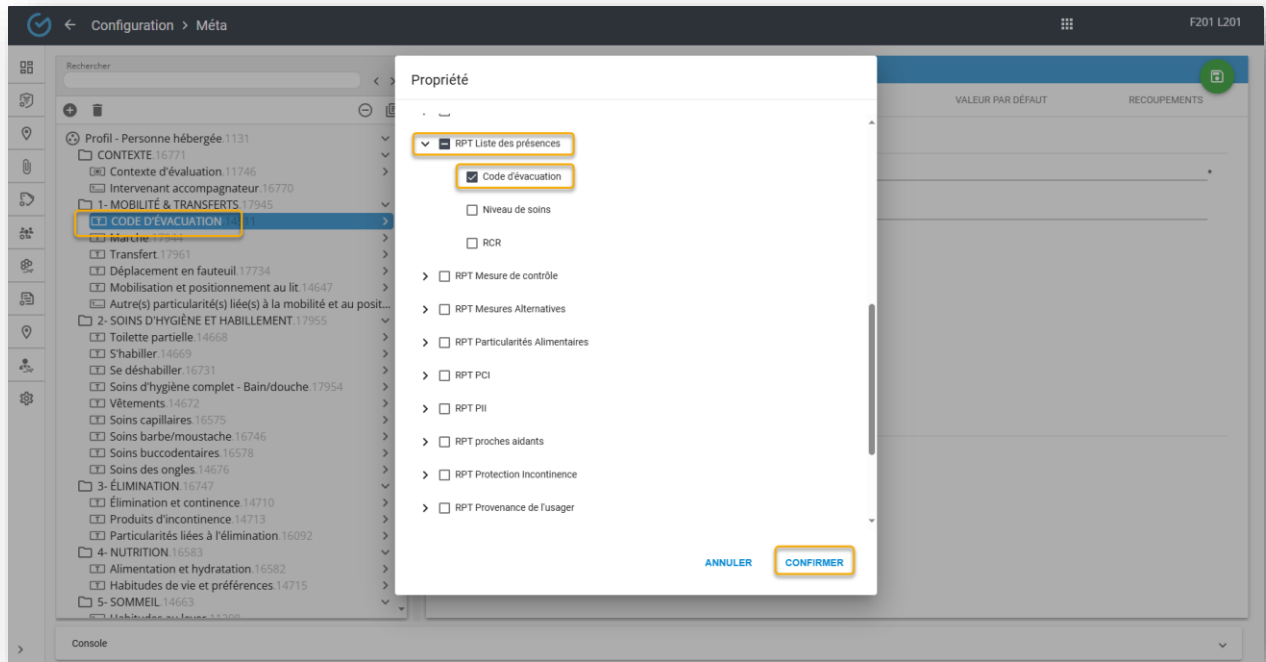 Configuration > Méta
F201 L201
Rechercher
Profil - Personne hébergée.1131
CONTEXTE.16771
Contexte d'évaluation.11746
Intervenant accompagnateur.16770
1- MOBILITÉ & TRANSFERTS.17945
CODE D'ÉVACUATION
Marche.17944
Transfert.17961
Déplacement en fauteuil.17734
Mobilisation et positionnement au lit.14647
Autre(s) particularité(s) liée(s) à la mobilité et au posit...
2- SOINS D'HYGIÈNE ET HABILLEMENT.17955
Toilette partielle.14668
S'habiller.14669
Se déshabiller.16731
Soins d'hygiène complet - Bain/douche.17954
Vêtements.14672
Soins capillaires.16575
Soins barbe/moustache.16746
Soins buccodentaires.16578
Soins des ongles.14676
3- ÉLIMINATION.16747
Élimination et continence.14710
Produits d'incontinence.14713
Particularités liées à l'élimination.16092
4- NUTRITION.16583
Alimentation et hydratation.16582
Habitudes de vie et préférences.14715
5- SOMMEIL.14663
Habitudes au lever
Propriété
RPT Liste des présences
Code d'évacuation
Niveau de soins
RCR
RPT Mesure de contrôle
RPT Mesures Alternatives
RPT Particularités Alimentaires
RPT PCI
RPT PII
RPT proches aidants
RPT Protection Incontinence
RPT Provenance de l'usager
ANNULER
CONFIRMER
VALEUR PAR DÉFAUT
RECOUPEMENTS
*
Console